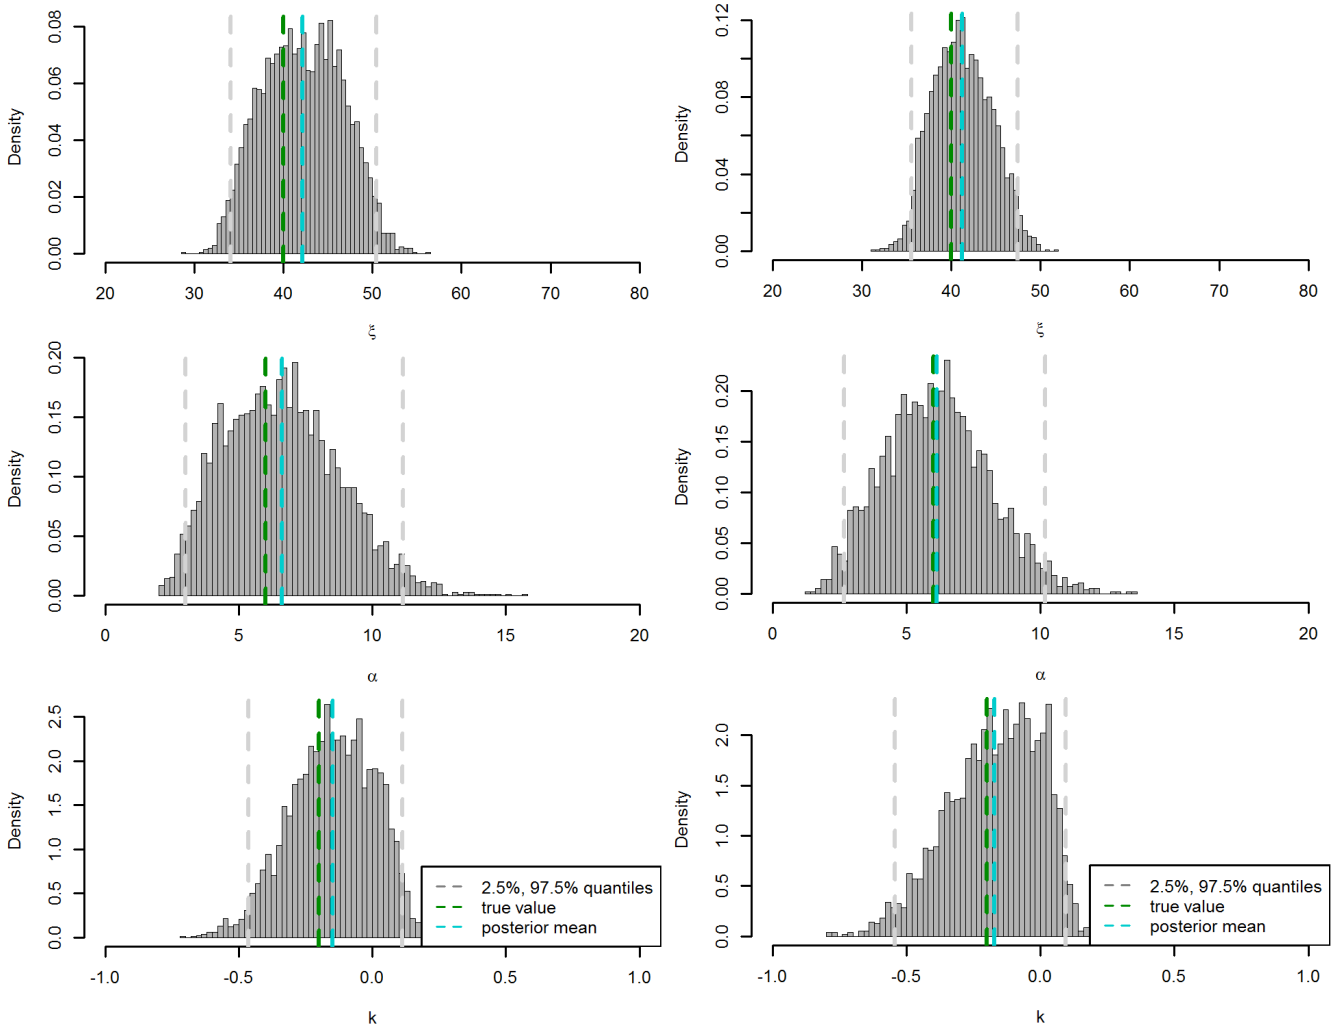 Density
0.00 0.02 0.04 0.06 0.08
20 30 40 50 60 70 80
ξ
Density
0.00 0.04 0.08 0.12
20 30 40 50 60 70 80
ξ
Density
0.00 0.05 0.10 0.15 0.20
0 5 10 15 20
α
Density
0.00 0.05 0.10 0.15 0.20
0 5 10 15 20
α
Density
0.0 0.5 1.0 1.5 2.0 2.5
-1.0 -0.5 0.0 0.5 1.0
k
2.5%, 97.5% quantiles
true value
posterior mean
Density
0.0 0.5 1.0 1.5 2.0
-1.0 -0.5 0.0 0.5 1.0
k
2.5%, 97.5% quantiles
true value
posterior mean